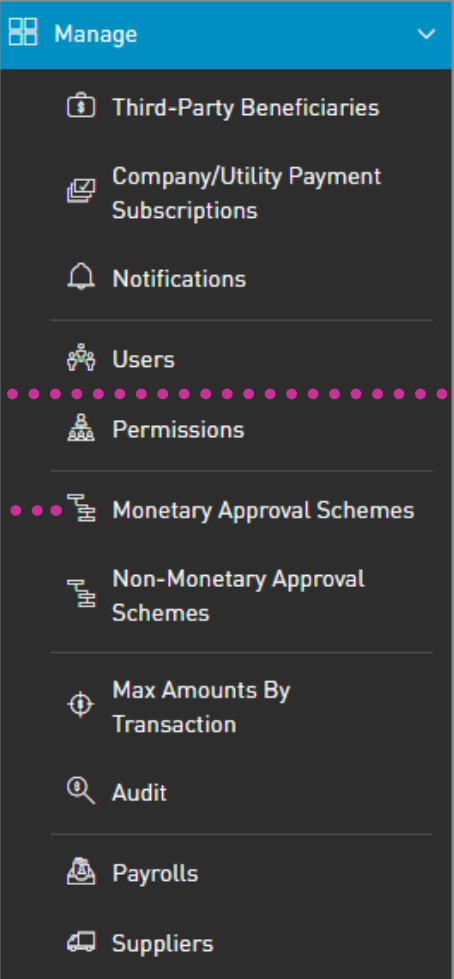 Manage
Third-Party Beneficiaries
Company/Utility Payment
Subscriptions
Notifications
Users
Permissions
Monetary Approval Schemes
Non-Monetary Approval
Schemes
Max Amounts By
Transaction
Audit
Payrolls
Suppliers